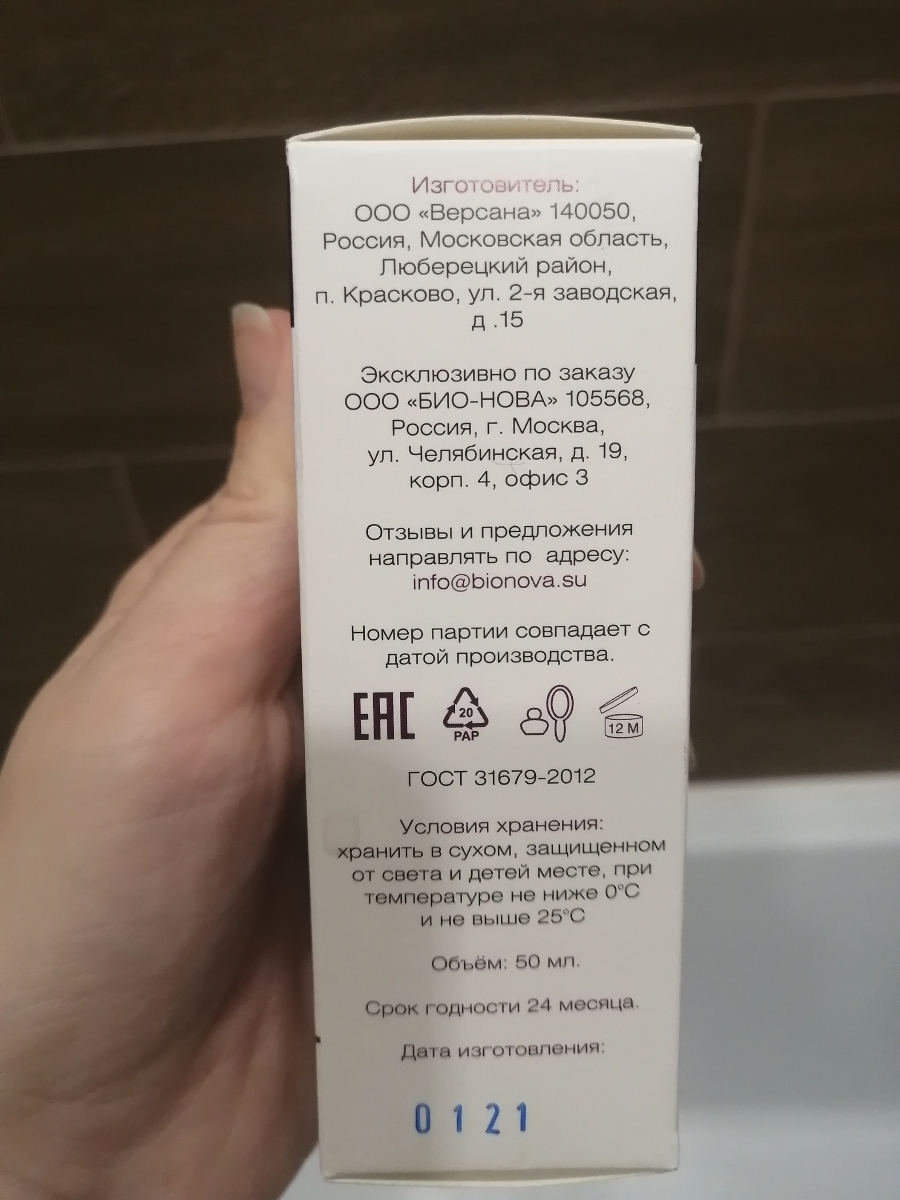 Изготовитель:
ООО «Версана» 140050,
Россия, Московская область,
Люберецкий район,
п. Красково, ул. 2-я заводская,
д .15
Эксклюзивно по заказу
ООО «БИО-НОВА» 105568,
Россия, г. Москва,
ул. Челябинская, д. 19,
корп. 4, офис 3
Отзывы и предложения
направлять по адресу:
info@bionova.su
Номер партии совпадает с
датой производства.
ЕАС
20
PAP
12 M
ГОСТ 31679-2012
Условия хранения:
хранить в сухом, защищенном
от света и детей месте, при
температуре не ниже 0°С
и не выше 25°С
Объём: 50 мл.
Срок годности 24 месяца.
Дата изготовления:
0121